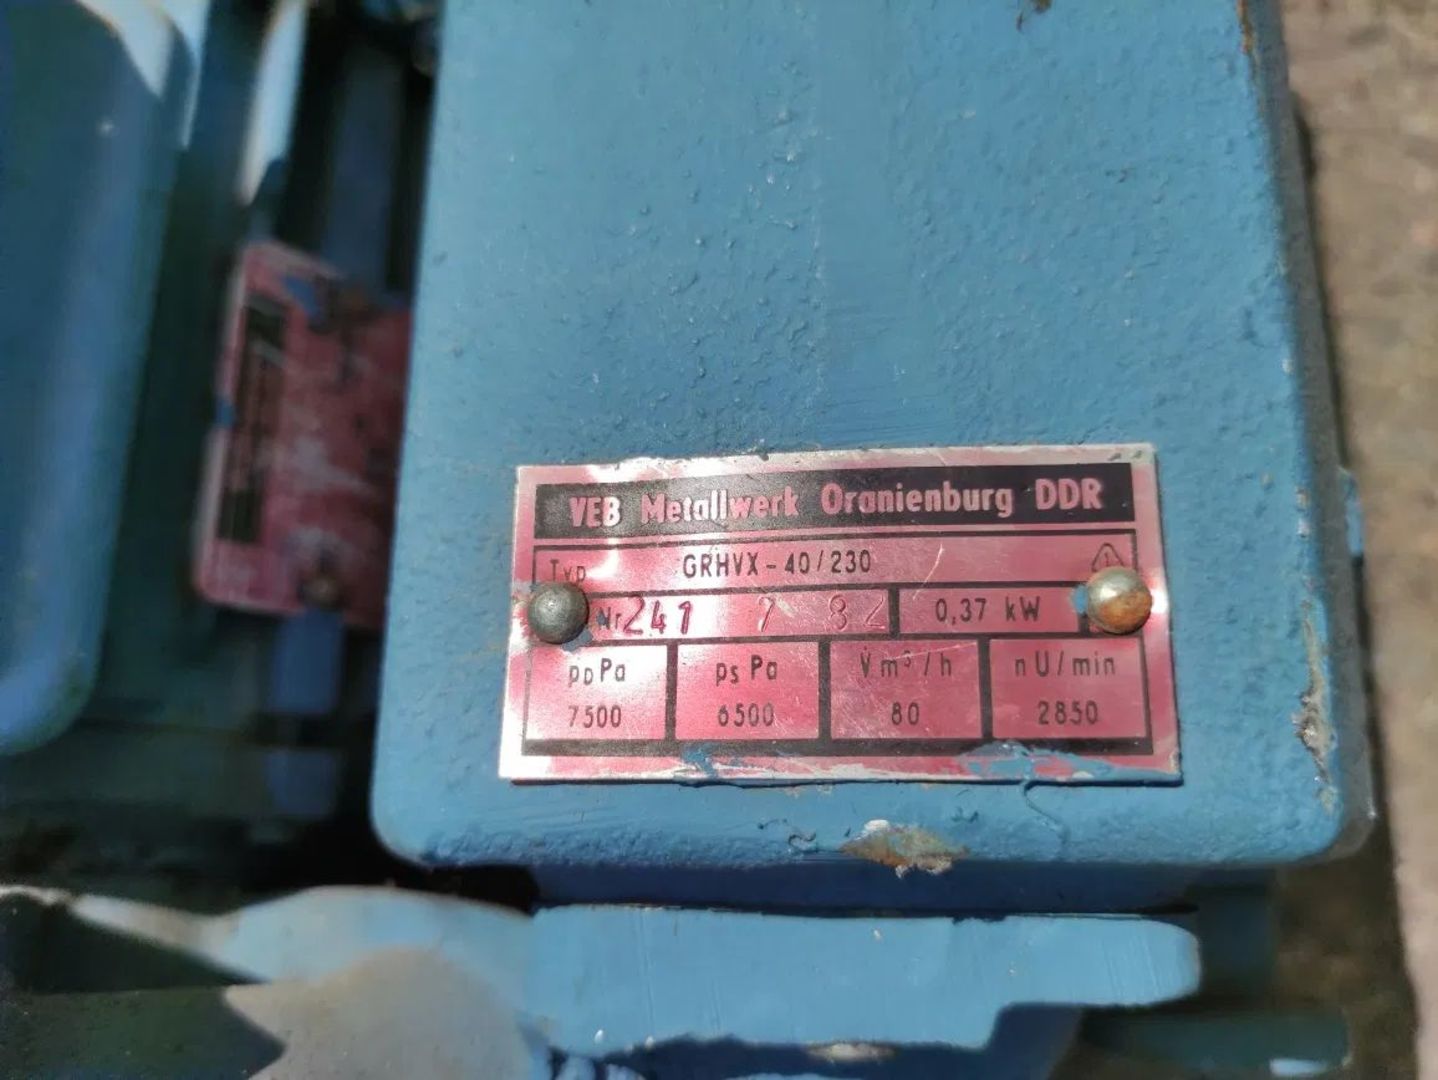 VEB Metallwerk Oranienburg DDR
Typ GRHVX-40/230
Nr 241 7 82 0,37 kW
pD Pa ps Pa V̇ m³/h n U/min
7500 6500 80 2850